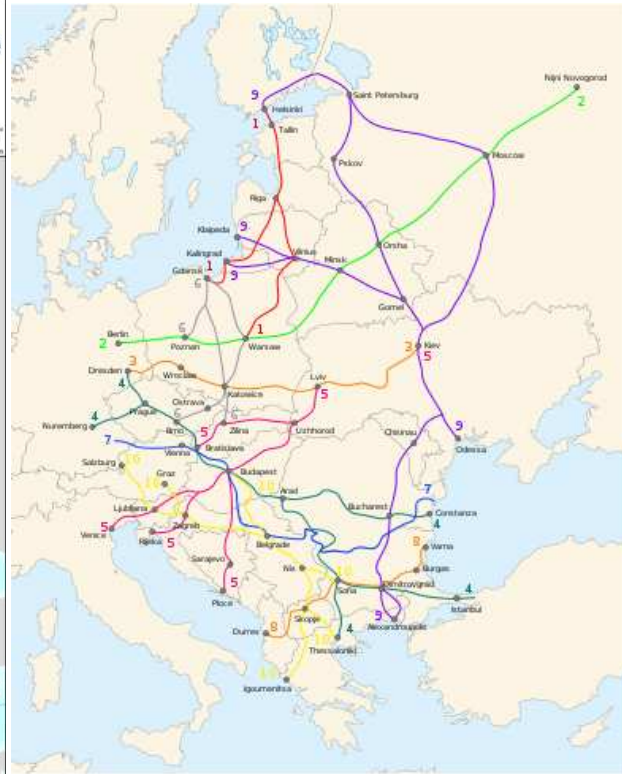 Nijni Novogorod
2
Saint Petersburg
9
Helsinki
1
Tallin
Moscow
Pskov
Riga
Klaipeda
9
Orsha
Kalingrad
Vilnius
1
9
Minsk
Gdansk
6
Gomel
Berlin
2
6
Poznan
1
Warsaw
3
Kiev
5
Dresden
3
4
Wroclaw
Lviv
5
Katowice
Prague
Ostrava
4
Nuremberg
6
Brno
5
6
Zilina
Uzhhorod
Chisinau
9
Odessa
7
Vienna
Bratislava
Salzburg
10
Graz
10
Budapest
10
Arad
7
Ljubljana
Bucharest
Constanza
4
5
Venice
Zagreb
Rijeka
5
Belgrade
8
Varna
Sarajevo
Nis
10
Burgas
5
Ploce
Sofia
Dimitrovgrad
4
Istanbul
Skopje
9
Alexandroupolis
8
Durres
10
4
Thessaloniki
10
Igoumenitsa